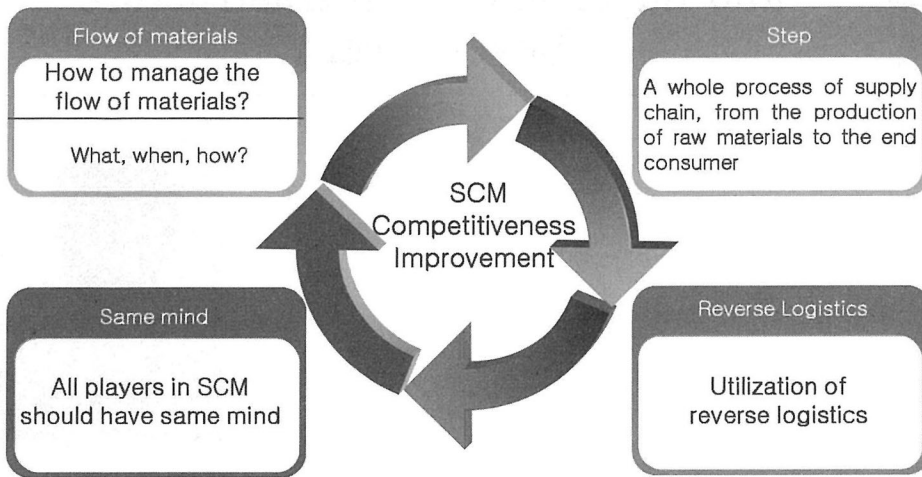 Flow of materials
How to manage the
flow of materials?
What, when, how?
Step
A whole process of supply
chain, from the production
of raw materials to the end
consumer
SCM
Competitiveness
Improvement
Same mind
All players in SCM
should have same mind
Reverse Logistics
Utilization of
reverse logistics